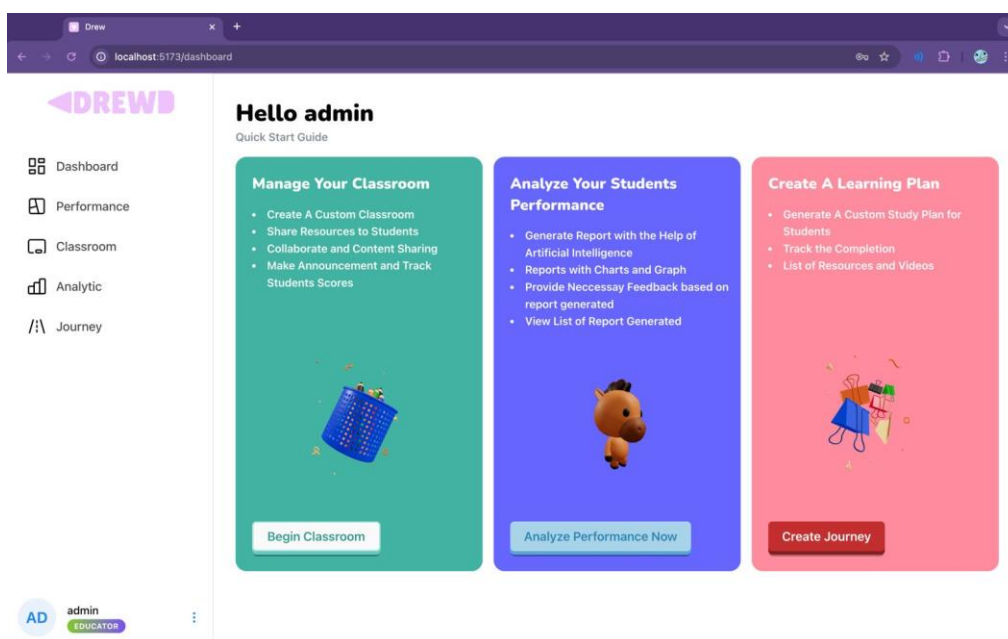 Drew
localhost:5173/dashboard
DREW
Dashboard
Performance
Classroom
Analytic
Journey
AD
admin
EDUCATOR
Hello admin
Quick Start Guide
Manage Your Classroom
• Create A Custom Classroom
• Share Resources to Students
• Collaborate and Content Sharing
• Make Announcement and Track
Students Scores
Begin Classroom
Analyze Your Students
Performance
• Generate Report with the Help of
Artificial Intelligence
• Reports with Charts and Graph
• Provide Neccessay Feedback based on
report generated
• View List of Report Generated
Analyze Performance Now
Create A Learning Plan
• Generate A Custom Study Plan for
Students
• Track the Completion
• List of Resources and Videos
Create Journey